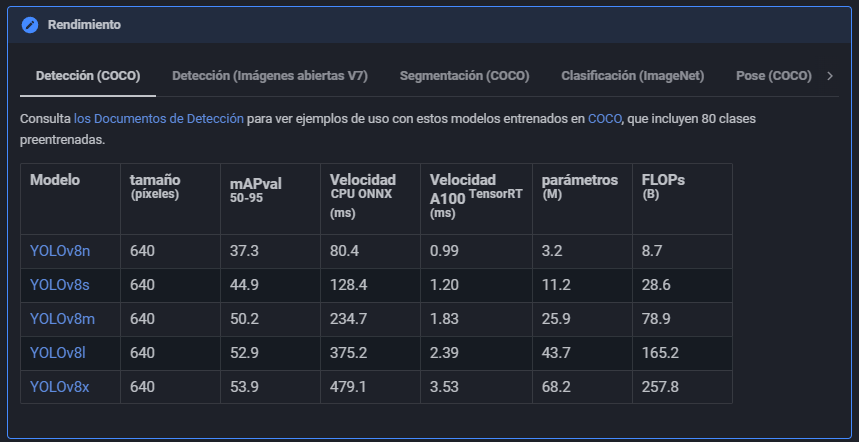 Rendimiento
Detección (COCO) Detección (Imágenes abiertas V7) Segmentación (COCO) Clasificación (ImageNet) Pose (COCO)
Consulta los Documentos de Detección para ver ejemplos de uso con estos modelos entrenados en COCO, que incluyen 80 clases
preentrenadas.
Modelo tamaño (píxeles) mAPval 50-95 Velocidad CPU ONNX (ms) Velocidad A100 TensorRT (ms) parámetros (M) FLOPs (B)
YOLOv8n 640 37.3 80.4 0.99 3.2 8.7
YOLOv8s 640 44.9 128.4 1.20 11.2 28.6
YOLOv8m 640 50.2 234.7 1.83 25.9 78.9
YOLOv8l 640 52.9 375.2 2.39 43.7 165.2
YOLOv8x 640 53.9 479.1 3.53 68.2 257.8